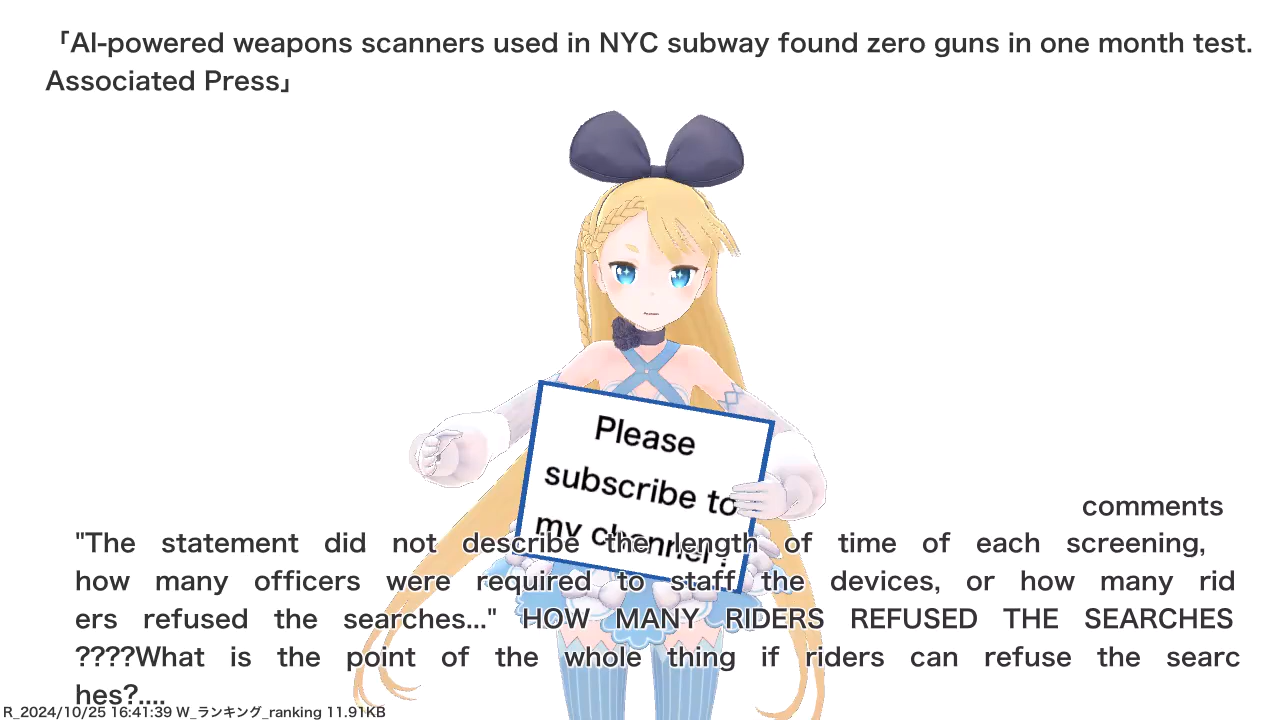 「AI-powered weapons scanners used in NYC subway found zero guns in one month test.
Associated Press」
Please
subscribe to
my channel!
comments
"The statement did not describe the length of time of each screening,
how many officers were required to staff the devices, or how many rid
ers refused the searches..." HOW MANY RIDERS REFUSED THE SEARCHES
????What is the point of the whole thing if riders can refuse the searc
hes?....
R_2024/10/25 16:41:39 W_ランキング_ranking 11.91KB